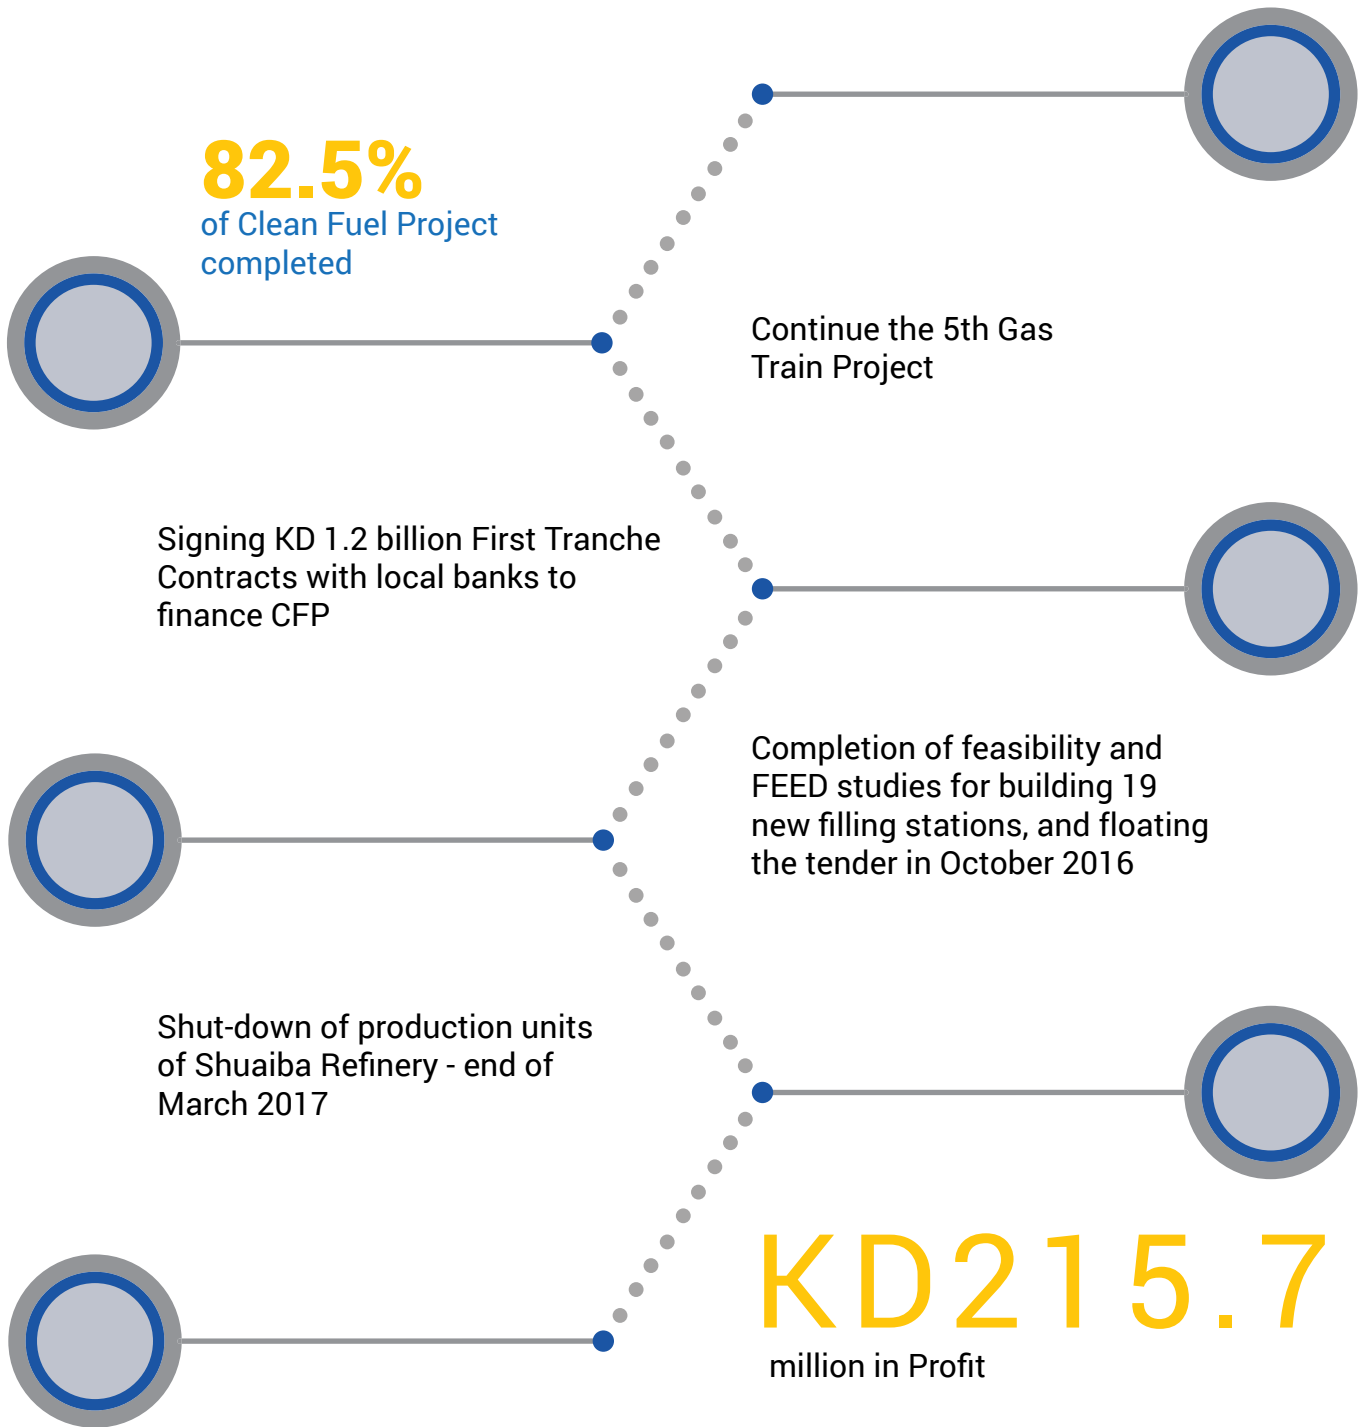 82.5%
of Clean Fuel Project
completed
Continue the 5th Gas
Train Project
Signing KD 1.2 billion First Tranche
Contracts with local banks to
finance CFP
Completion of feasibility and
FEED studies for building 19
new filling stations, and floating
the tender in October 2016
Shut-down of production units
of Shuaiba Refinery - end of
March 2017
KD215.7
million in Profit